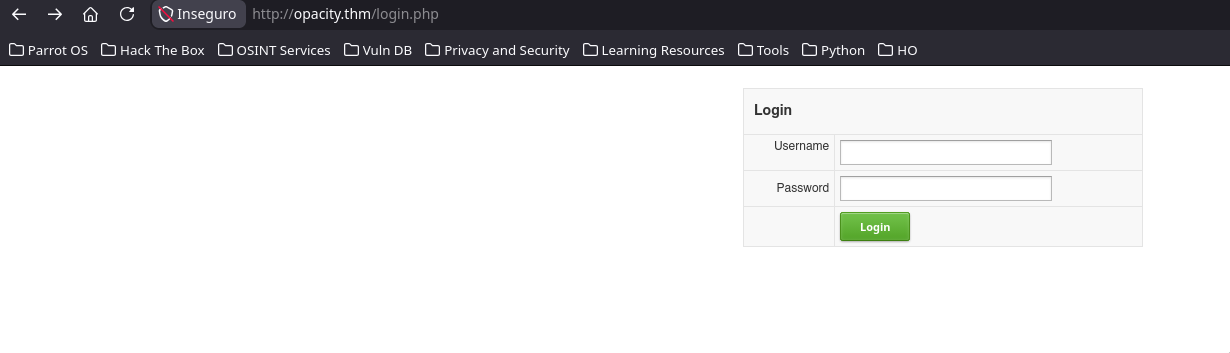 Inseguro http://opacity.thm/login.php
Parrot OS Hack The Box OSINT Services Vuln DB Privacy and Security Learning Resources Tools Python HO
Login
Username
Password
Login